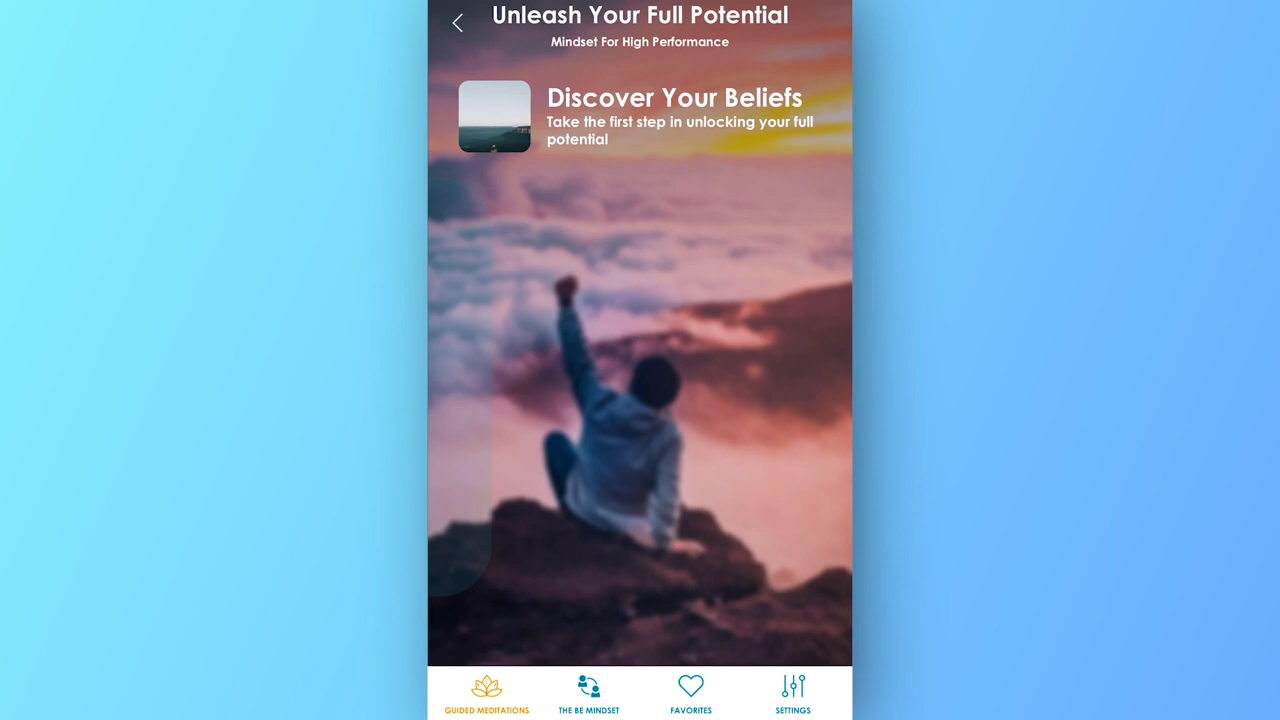 Unleash Your Full Potential
Mindset For High Performance
Discover Your Beliefs
Take the first step in unlocking your full
potential
GUIDED MEDITATIONS
THE BE MINDSET
FAVORITES
SETTINGS